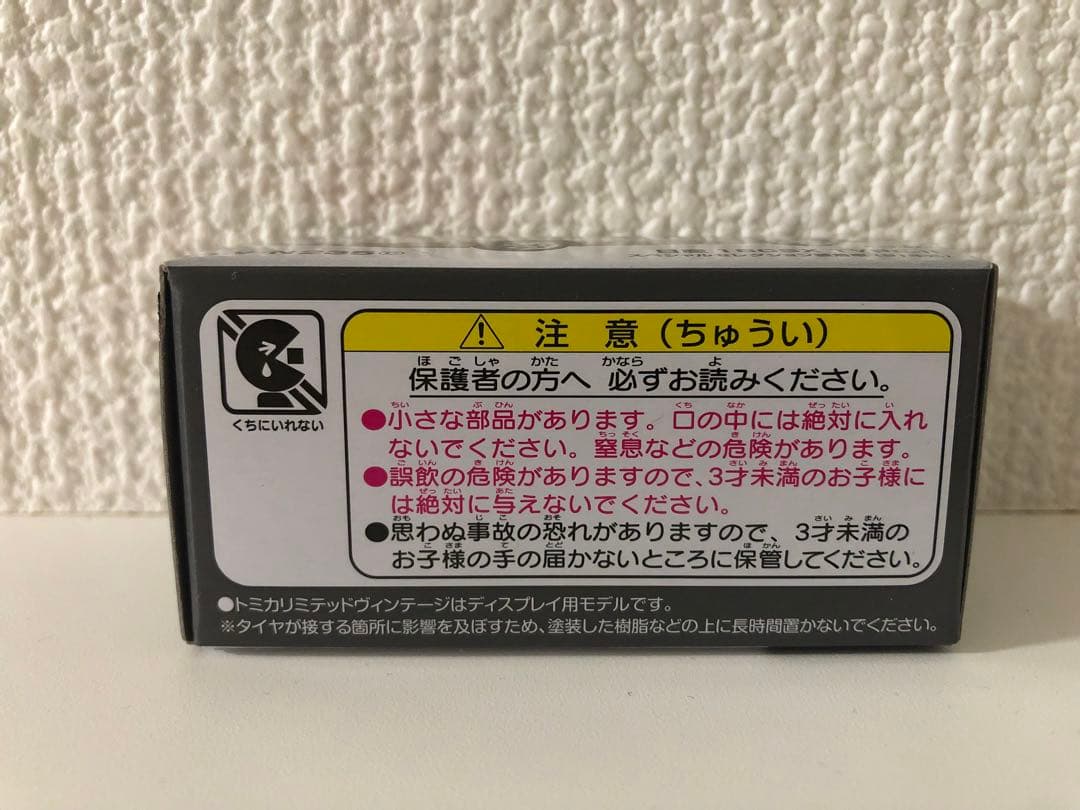 くちにいれない
注意(ちゅうい)
保護者の方へ 必ずお読みください。
●小さな部品があります。口の中には絶対に入れ
ないでください。窒息などの危険があります。
●誤飲の危険がありますので、3才未満のお子様に
は絶対に与えないでください。
●思わぬ事故の恐れがありますので、3才未満の
お子様の手の届かないところに保管してください。
●トミカリミテッドヴィンテージはディスプレイ用モデルです。
※タイヤが接する箇所に影響を及ぼすため、塗装した樹脂などの上に長時間置かないでください。